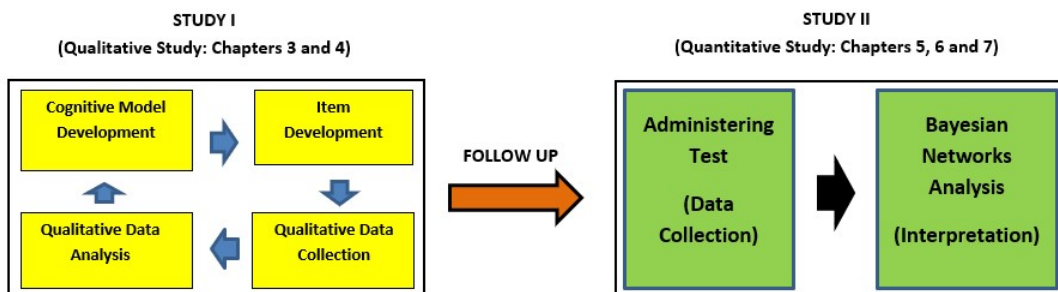 STUDY I
(Qualitative Study: Chapters 3 and 4)
Cognitive Model
Development
Item
Development
Qualitative Data
Analysis
Qualitative Data
Collection
FOLLOW UP
STUDY II
(Quantitative Study: Chapters 5, 6 and 7)
Administering
Test
(Data
Collection)
Bayesian
Networks
Analysis
(Interpretation)